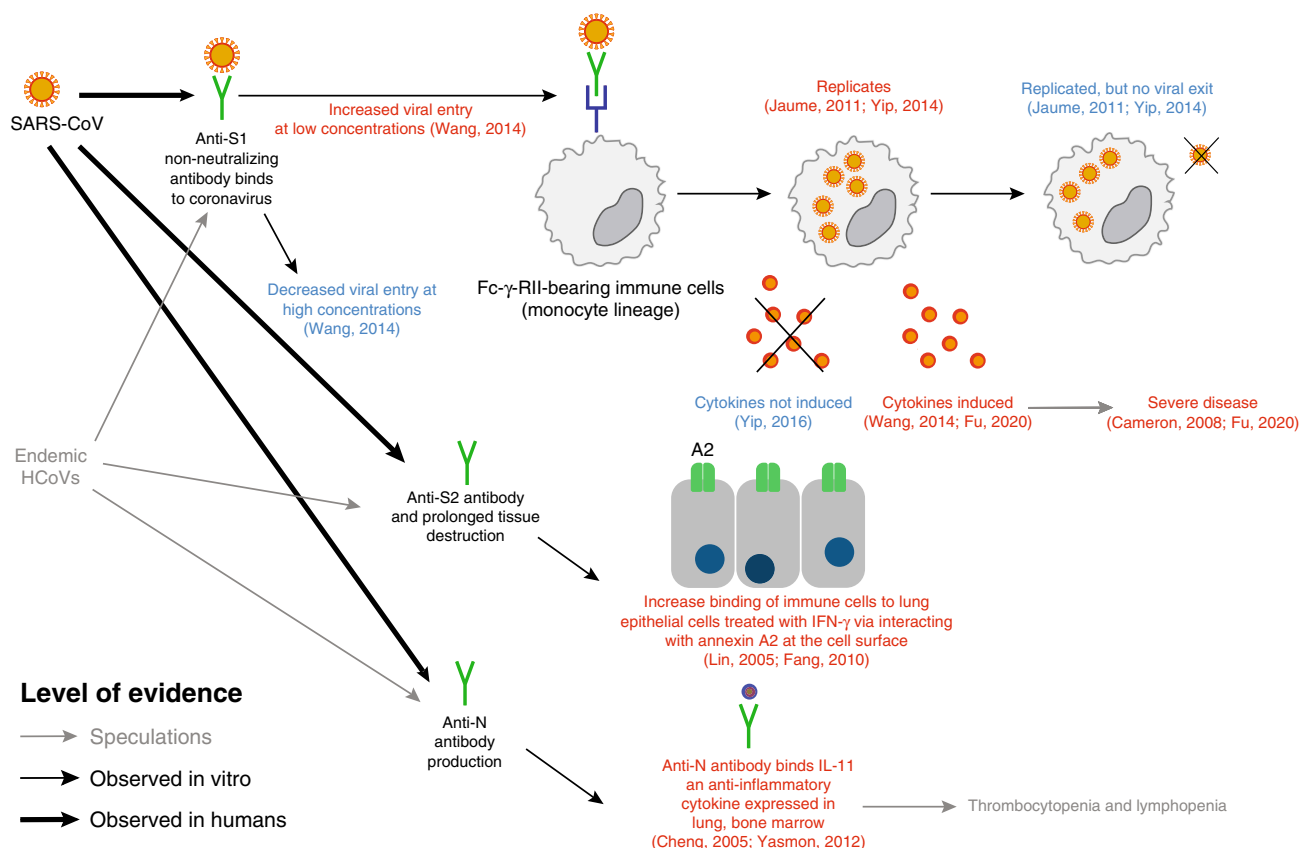 SARS-CoV
Anti-S1
non-neutralizing
antibody binds
to coronavirus
Increased viral entry
at low concentrations (Wang, 2014)
Decreased viral entry at
high concentrations
(Wang, 2014)
Fc-γ-RII-bearing immune cells
(monocyte lineage)
Replicates
(Jaume, 2011; Yip, 2014)
Replicated, but no viral exit
(Jaume, 2011; Yip, 2014)
Cytokines not induced
(Yip, 2016)
Cytokines induced
(Wang, 2014; Fu, 2020)
Severe disease
(Cameron, 2008; Fu, 2020)
Endemic
HCoVs
Anti-S2 antibody
and prolonged tissue
destruction
A2
Increase binding of immune cells to lung
epithelial cells treated with IFN-γ via interacting
with annexin A2 at the cell surface
(Lin, 2005; Fang, 2010)
Anti-N
antibody
production
Anti-N antibody binds IL-11
an anti-inflammatory
cytokine expressed in
lung, bone marrow
(Cheng, 2005; Yasmon, 2012)
Thrombocytopenia and lymphopenia
Level of evidence
Speculations
Observed in vitro
Observed in humans